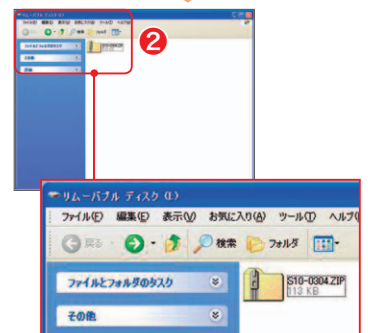 2
リムーバブル ディスク (I:)
ファイル(F) 編集(E) 表示(V) お気に入り(A) ツール(T) ヘルプ(
戻る 検索 フォルダ
ファイルとフォルダのタスク
その他
S10-0304.ZIP
113 KB